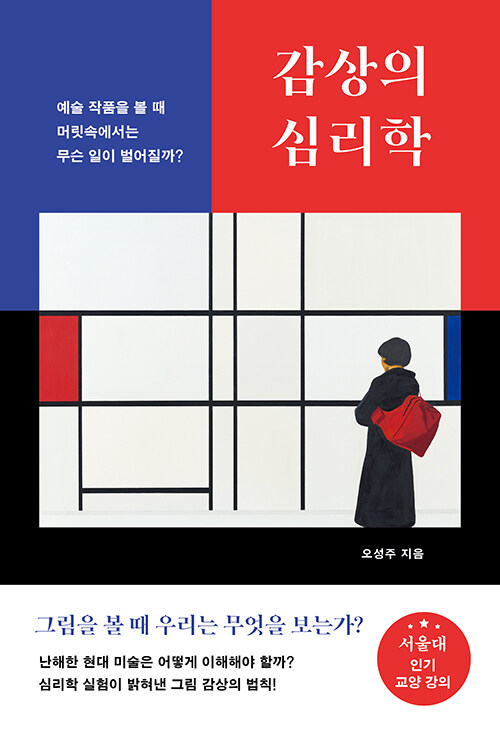 감상의
심리학
예술 작품을 볼 때
머릿속에서는
무슨 일이 벌어질까?
오성주 지음
그림을 볼 때 우리는 무엇을 보는가?
난해한 현대 미술은 어떻게 이해해야 할까?
심리학 실험이 밝혀낸 그림 감상의 법칙!
서울대
인기
교양 강의